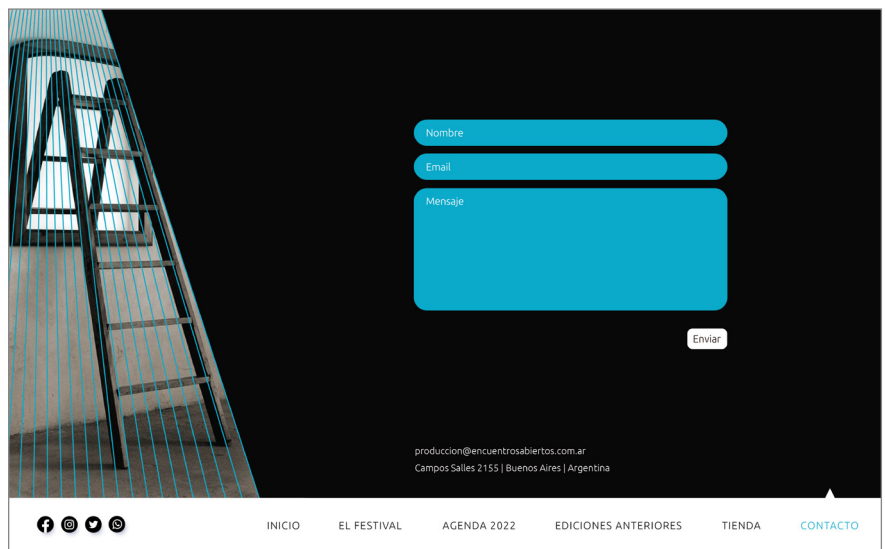 Nombre
Email
Mensaje
Enviar
produccion@encuentrosabiertos.com.ar
Campos Salles 2155 | Buenos Aires | Argentina
INICIO EL FESTIVAL AGENDA 2022 EDICIONES ANTERIORES TIENDA CONTACTO